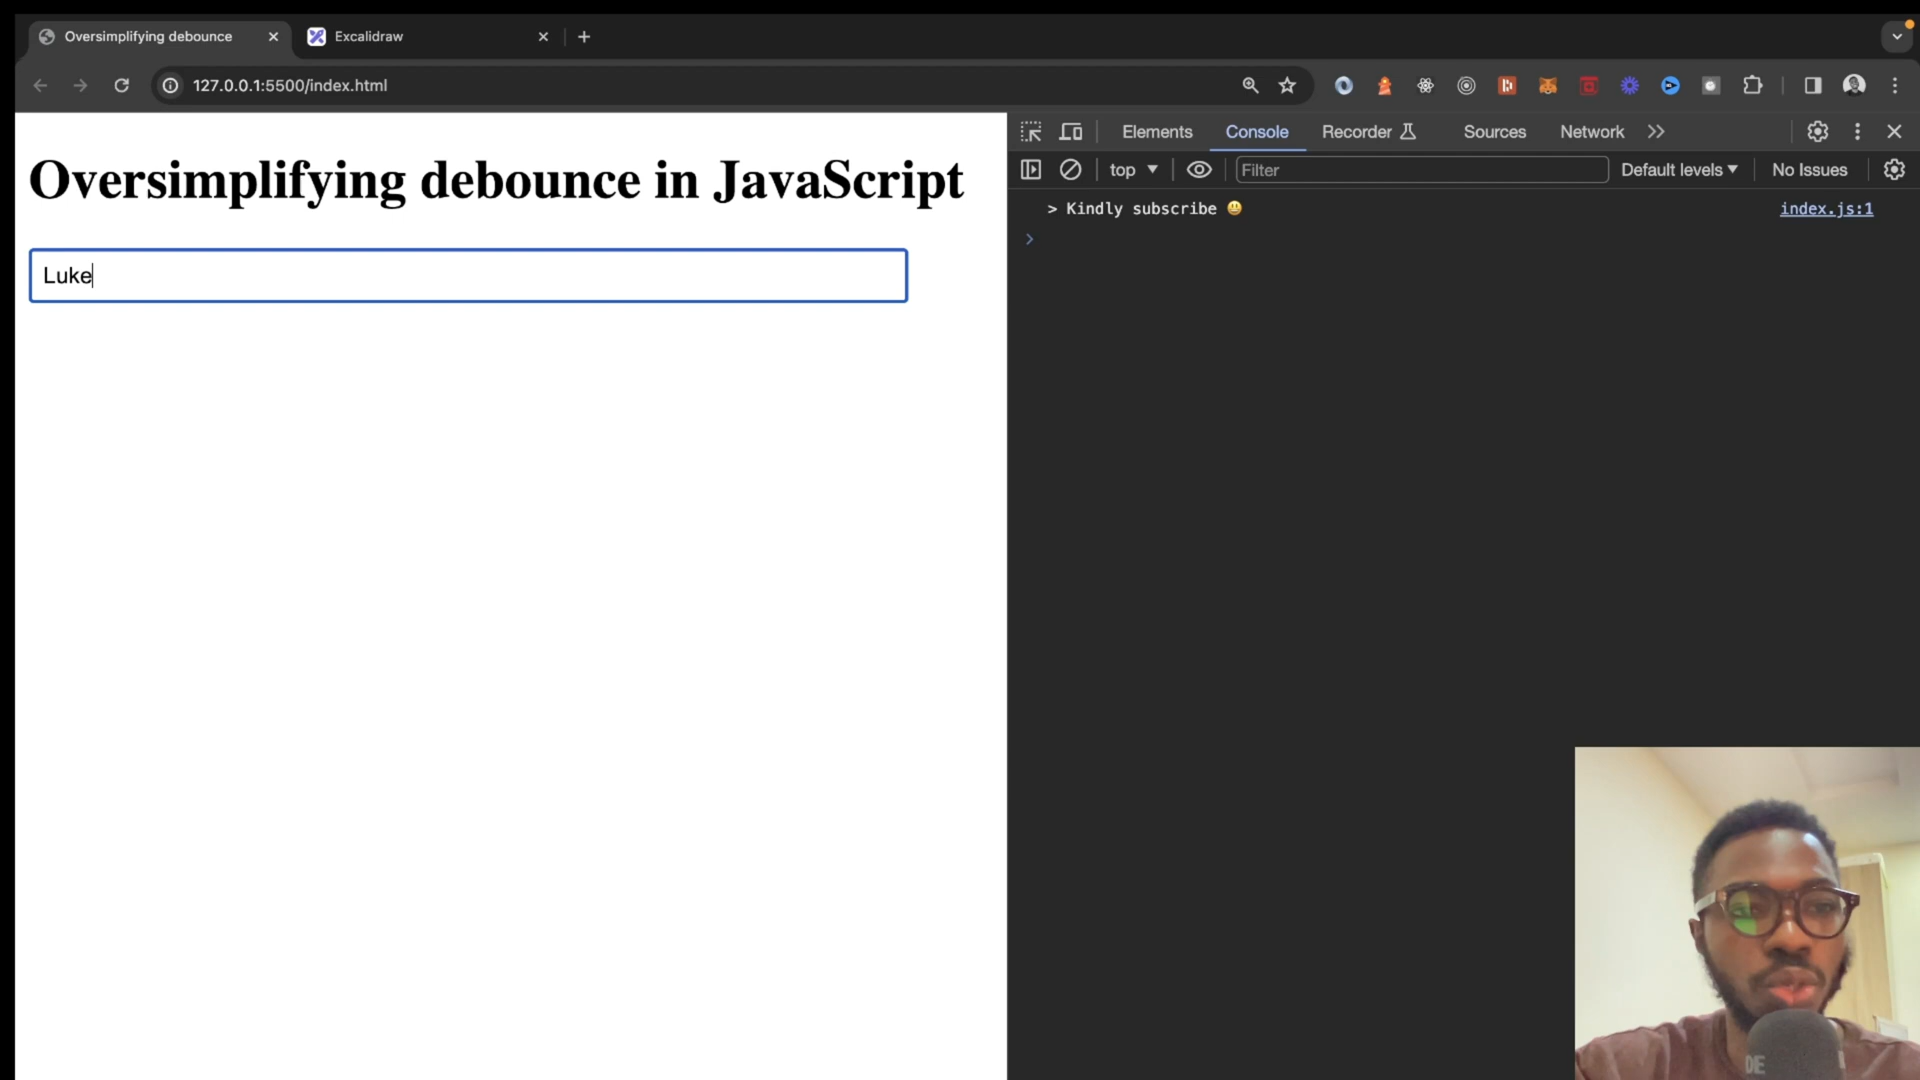 Oversimplifying debounce
Excalidraw
127.0.0.1:5500/index.html
Oversimplifying debounce in JavaScript
Luke
Elements Console Recorder Sources Network
top Filter Default levels No Issues
> Kindly subscribe 😃 index.js:1
DE